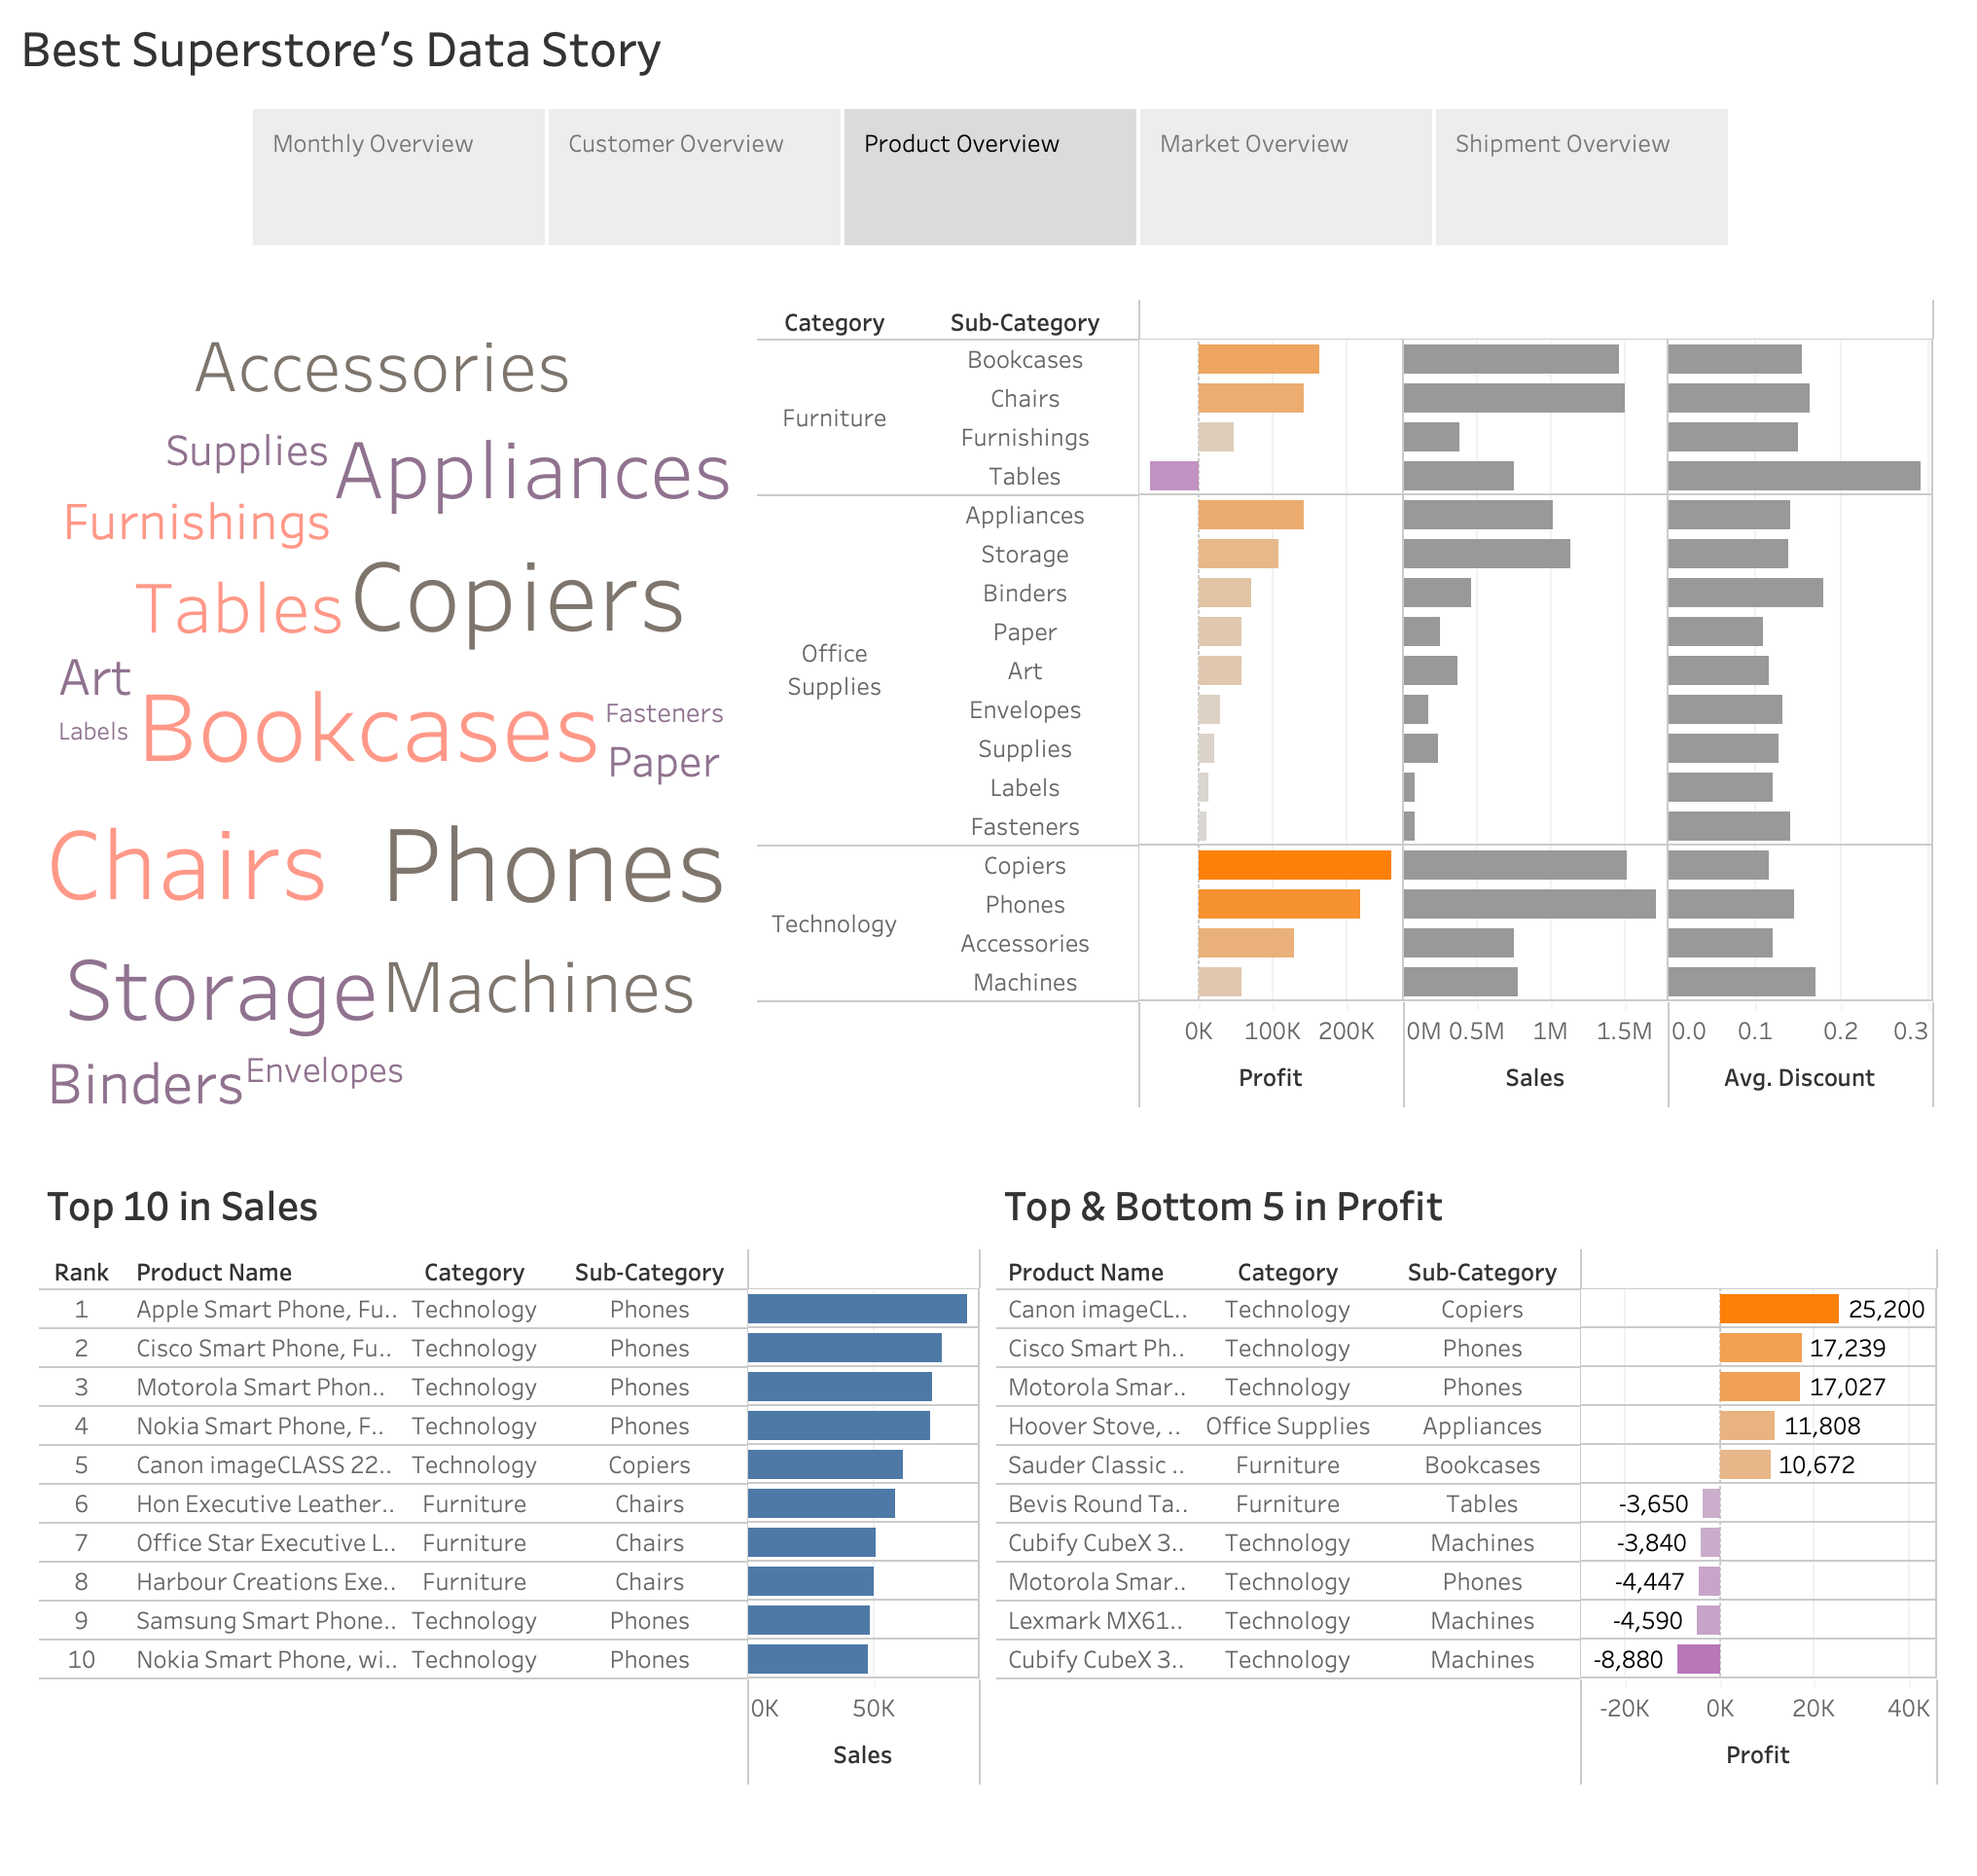 Best Superstore’s Data Story
Monthly Overview Customer Overview Product Overview Market Overview Shipment Overview
Accessories
Supplies Appliances
Furnishings
Tables Copiers
Art
Labels Bookcases Fasteners
Paper
Chairs Phones
Storage Machines
Binders Envelopes
Category Sub-Category
Furniture
Bookcases
Chairs
Furnishings
Tables
Office
Supplies
Appliances
Storage
Binders
Paper
Art
Envelopes
Supplies
Labels
Fasteners
Technology
Copiers
Phones
Accessories
Machines
0K 100K 200K 0M 0.5M 1M 1.5M 0.0 0.1 0.2 0.3
Profit Sales Avg. Discount
Top 10 in Sales
Rank Product Name Category Sub-Category
1 Apple Smart Phone, Fu.. Technology Phones
2 Cisco Smart Phone, Fu.. Technology Phones
3 Motorola Smart Phon.. Technology Phones
4 Nokia Smart Phone, F.. Technology Phones
5 Canon imageCLASS 22.. Technology Copiers
6 Hon Executive Leather.. Furniture Chairs
7 Office Star Executive L.. Furniture Chairs
8 Harbour Creations Exe.. Furniture Chairs
9 Samsung Smart Phone.. Technology Phones
10 Nokia Smart Phone, wi.. Technology Phones
0K 50K
Sales
Top & Bottom 5 in Profit
Product Name Category Sub-Category
Canon imageCL.. Technology Copiers 25,200
Cisco Smart Ph.. Technology Phones 17,239
Motorola Smar.. Technology Phones 17,027
Hoover Stove, .. Office Supplies Appliances 11,808
Sauder Classic .. Furniture Bookcases 10,672
Bevis Round Ta.. Furniture Tables -3,650
Cubify CubeX 3.. Technology Machines -3,840
Motorola Smar.. Technology Phones -4,447
Lexmark MX61.. Technology Machines -4,590
Cubify CubeX 3.. Technology Machines -8,880
-20K 0K 20K 40K
Profit